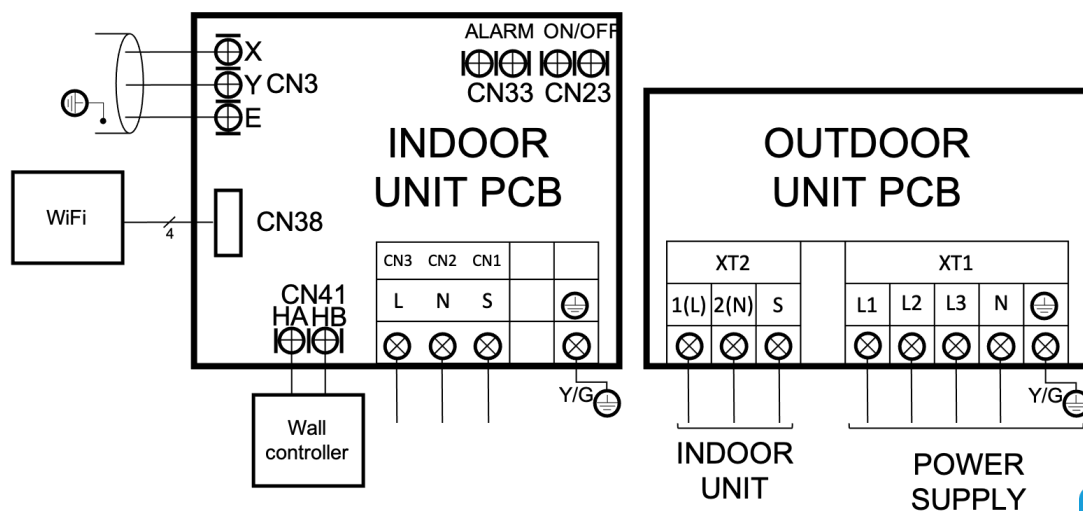 ALARM ON/OFF
X
Y CN3
E
CN33 CN23
INDOOR
UNIT PCB
WiFi
4
CN38
CN3 CN2 CN1
L N S
CN41
HA HB
Y/G
Wall
controller
OUTDOOR
UNIT PCB
XT2
XT1
1(L) 2(N) S
L1 L2 L3 N
Y/G
INDOOR
UNIT
POWER
SUPPLY